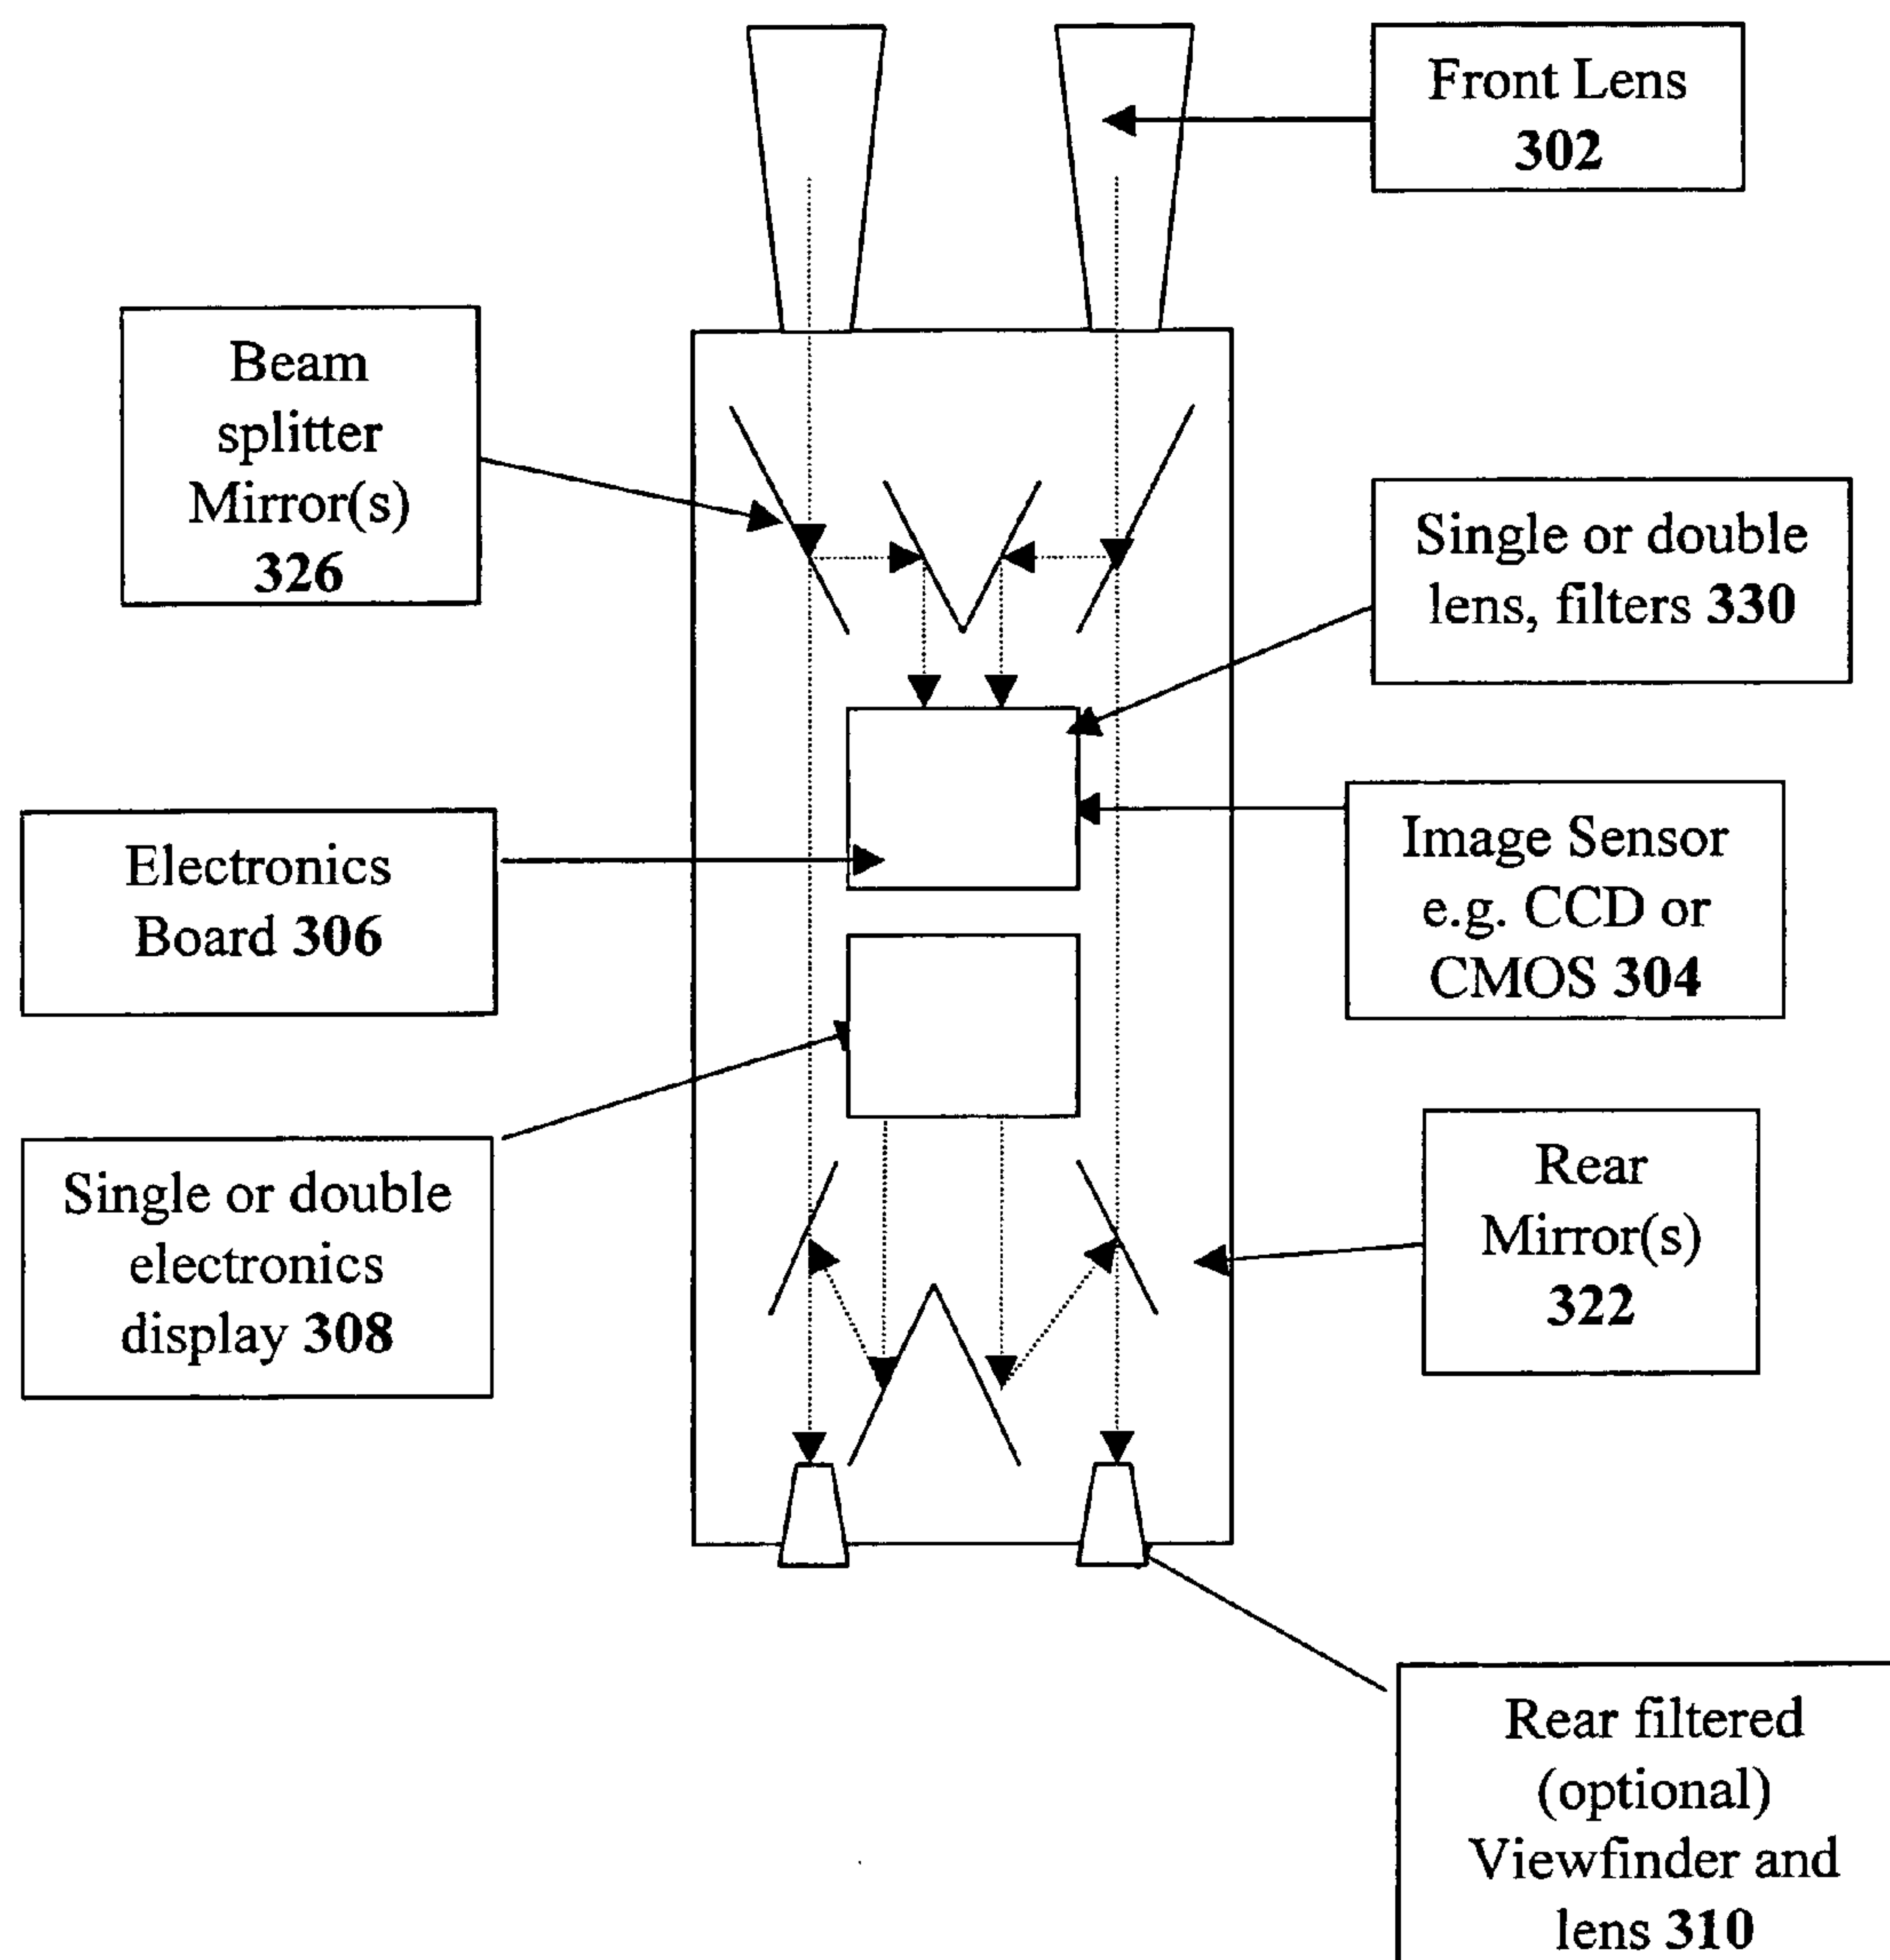 Front Lens
302
Beam
splitter
Mirror(s)
326
Single or double
lens, filters 330
Electronics
Board 306
Image Sensor
e.g. CCD or
CMOS 304
Single or double
electronics
display 308
Rear
Mirror(s)
322
Rear filtered
(optional)
Viewfinder and
lens 310